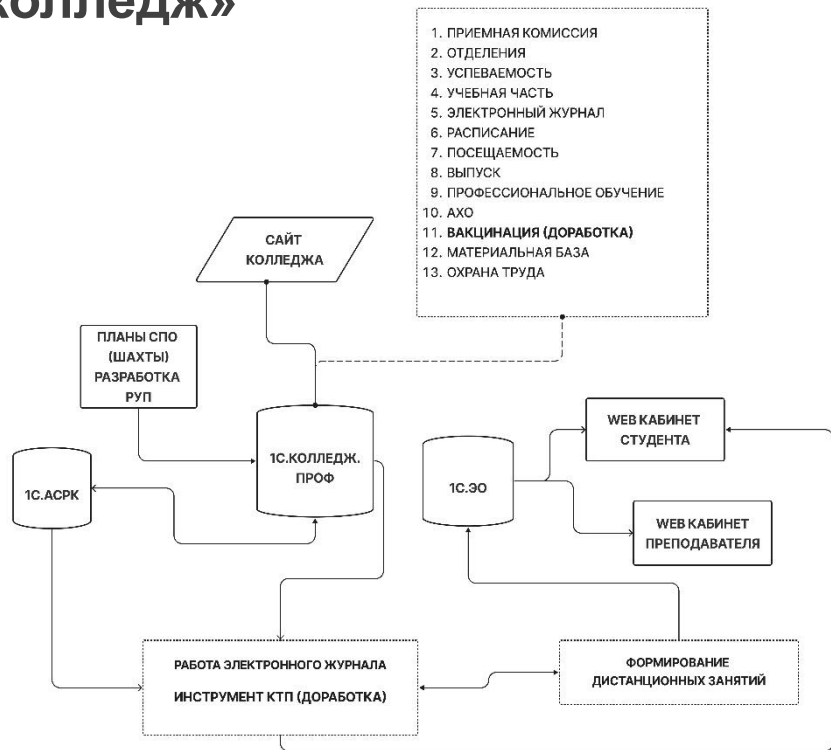 колледж»
1. ПРИЕМНАЯ КОМИССИЯ
2. ОТДЕЛЕНИЯ
3. УСПЕВАЕМОСТЬ
4. УЧЕБНАЯ ЧАСТЬ
5. ЭЛЕКТРОННЫЙ ЖУРНАЛ
6. РАСПИСАНИЕ
7. ПОСЕЩАЕМОСТЬ
8. ВЫПУСК
9. ПРОФЕССИОНАЛЬНОЕ ОБУЧЕНИЕ
10. АХО
11. ВАКЦИНАЦИЯ (ДОРАБОТКА)
12. МАТЕРИАЛЬНАЯ БАЗА
13. ОХРАНА ТРУДА
САЙТ
КОЛЛЕДЖА
ПЛАНЫ СПО
(ШАХТЫ)
РАЗРАБОТКА
РУП
1С.КОЛЛЕДЖ.
ПРОФ
1С.АСРК
1С.ЭО
WEB КАБИНЕТ
СТУДЕНТА
WEB КАБИНЕТ
ПРЕПОДАВАТЕЛЯ
РАБОТА ЭЛЕКТРОННОГО ЖУРНАЛА
ИНСТРУМЕНТ КТП (ДОРАБОТКА)
ФОРМИРОВАНИЕ
ДИСТАНЦИОННЫХ ЗАНЯТИЙ